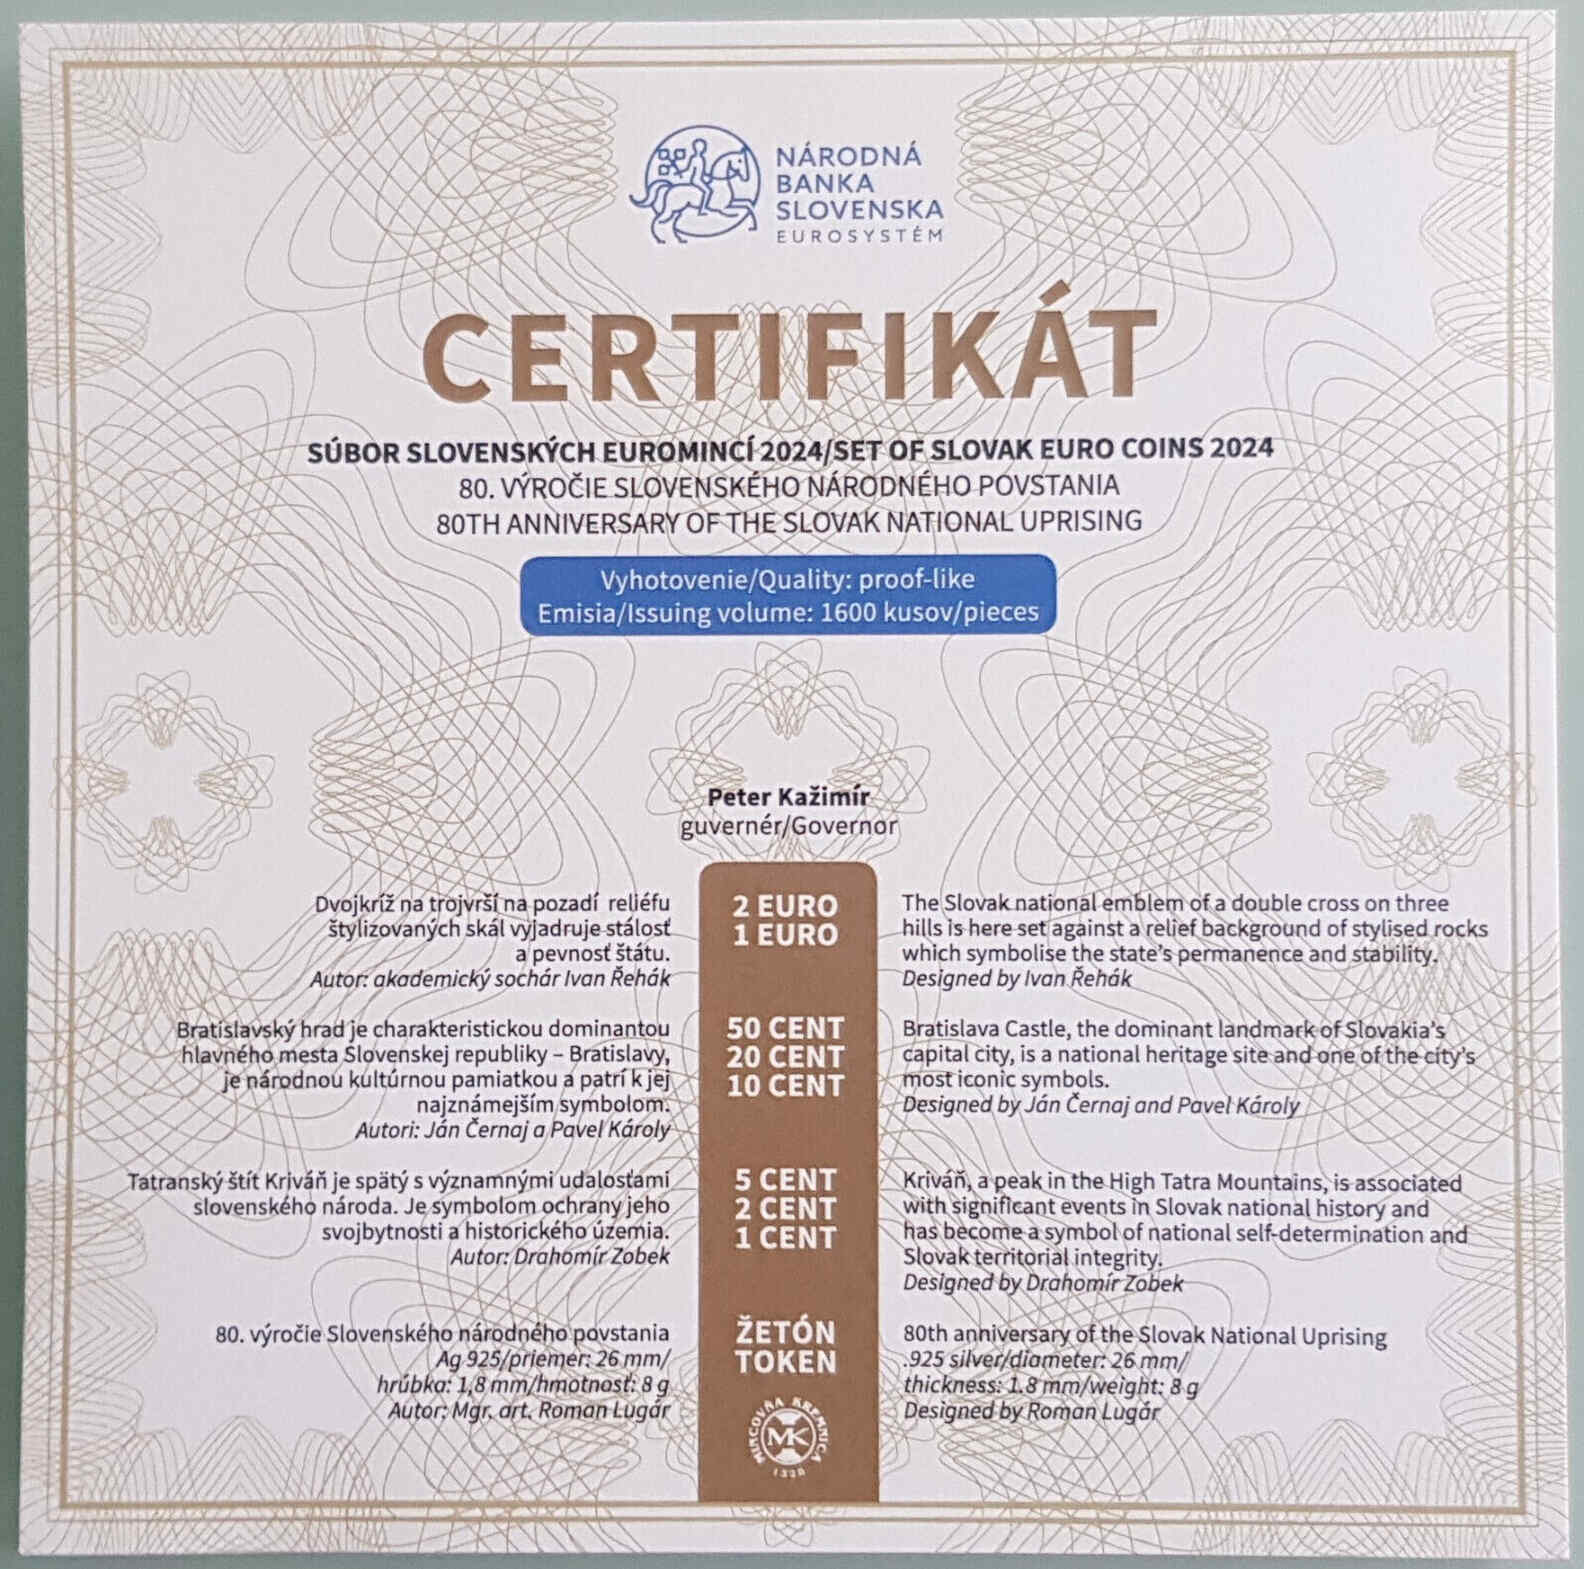 NÁRODNÁ
BANKA
SLOVENSKA
EUROSYSTÉM
CERTIFIKÁT
SÚBOR SLOVENSKÝCH EUROMINCÍ 2024/SET OF SLOVAK EURO COINS 2024
80. VÝROČIE SLOVENSKÉHO NÁRODNÉHO POVSTANIA
80TH ANNIVERSARY OF THE SLOVAK NATIONAL UPRISING
Vyhotovenie/Quality: proof-like
Emisia/Issuing volume: 1600 kusov/pieces
Peter Kažimír
guvernér/Governor
Dvojkríž na trojvrší na pozadí reliéfu
štylizovaných skál vyjadruje stálosť
a pevnosť štátu.
Autor: akademický sochár Ivan Řehák
2 EURO
1 EURO
The Slovak national emblem of a double cross on three
hills is here set against a relief background of stylised rocks
which symbolise the state's permanence and stability.
Designed by Ivan Řehák
Bratislavský hrad je charakteristickou dominantou
hlavného mesta Slovenskej republiky – Bratislavy,
je národnou kultúrnou pamiatkou a patrí k jej
najznámejším symbolom.
Autori: Ján Černaj a Pavel Károly
50 CENT
20 CENT
10 CENT
Bratislava Castle, the dominant landmark of Slovakia's
capital city, is a national heritage site and one of the city's
most iconic symbols.
Designed by Ján Černaj and Pavel Károly
Tatranský štít Kriváň je spätý s významnými udalosťami
slovenského národa. Je symbolom ochrany jeho
svojbytnosti a historického územia.
Autor: Drahomír Zobek
5 CENT
2 CENT
1 CENT
Kriváň, a peak in the High Tatra Mountains, is associated
with significant events in Slovak national history and
has become a symbol of national self-determination and
Slovak territorial integrity.
Designed by Drahomír Zobek
80. výročie Slovenského národného povstania
Ag 925/priemer: 26 mm/
hrúbka: 1,8 mm/hmotnosť: 8 g
Autor: Mgr. art. Roman Lugár
ŽETÓN
TOKEN
80th anniversary of the Slovak National Uprising
.925 silver/diameter: 26 mm/
thickness: 1.8 mm/weight: 8 g
Designed by Roman Lugár
MINCOVŇA KREMNICA
MK
1328